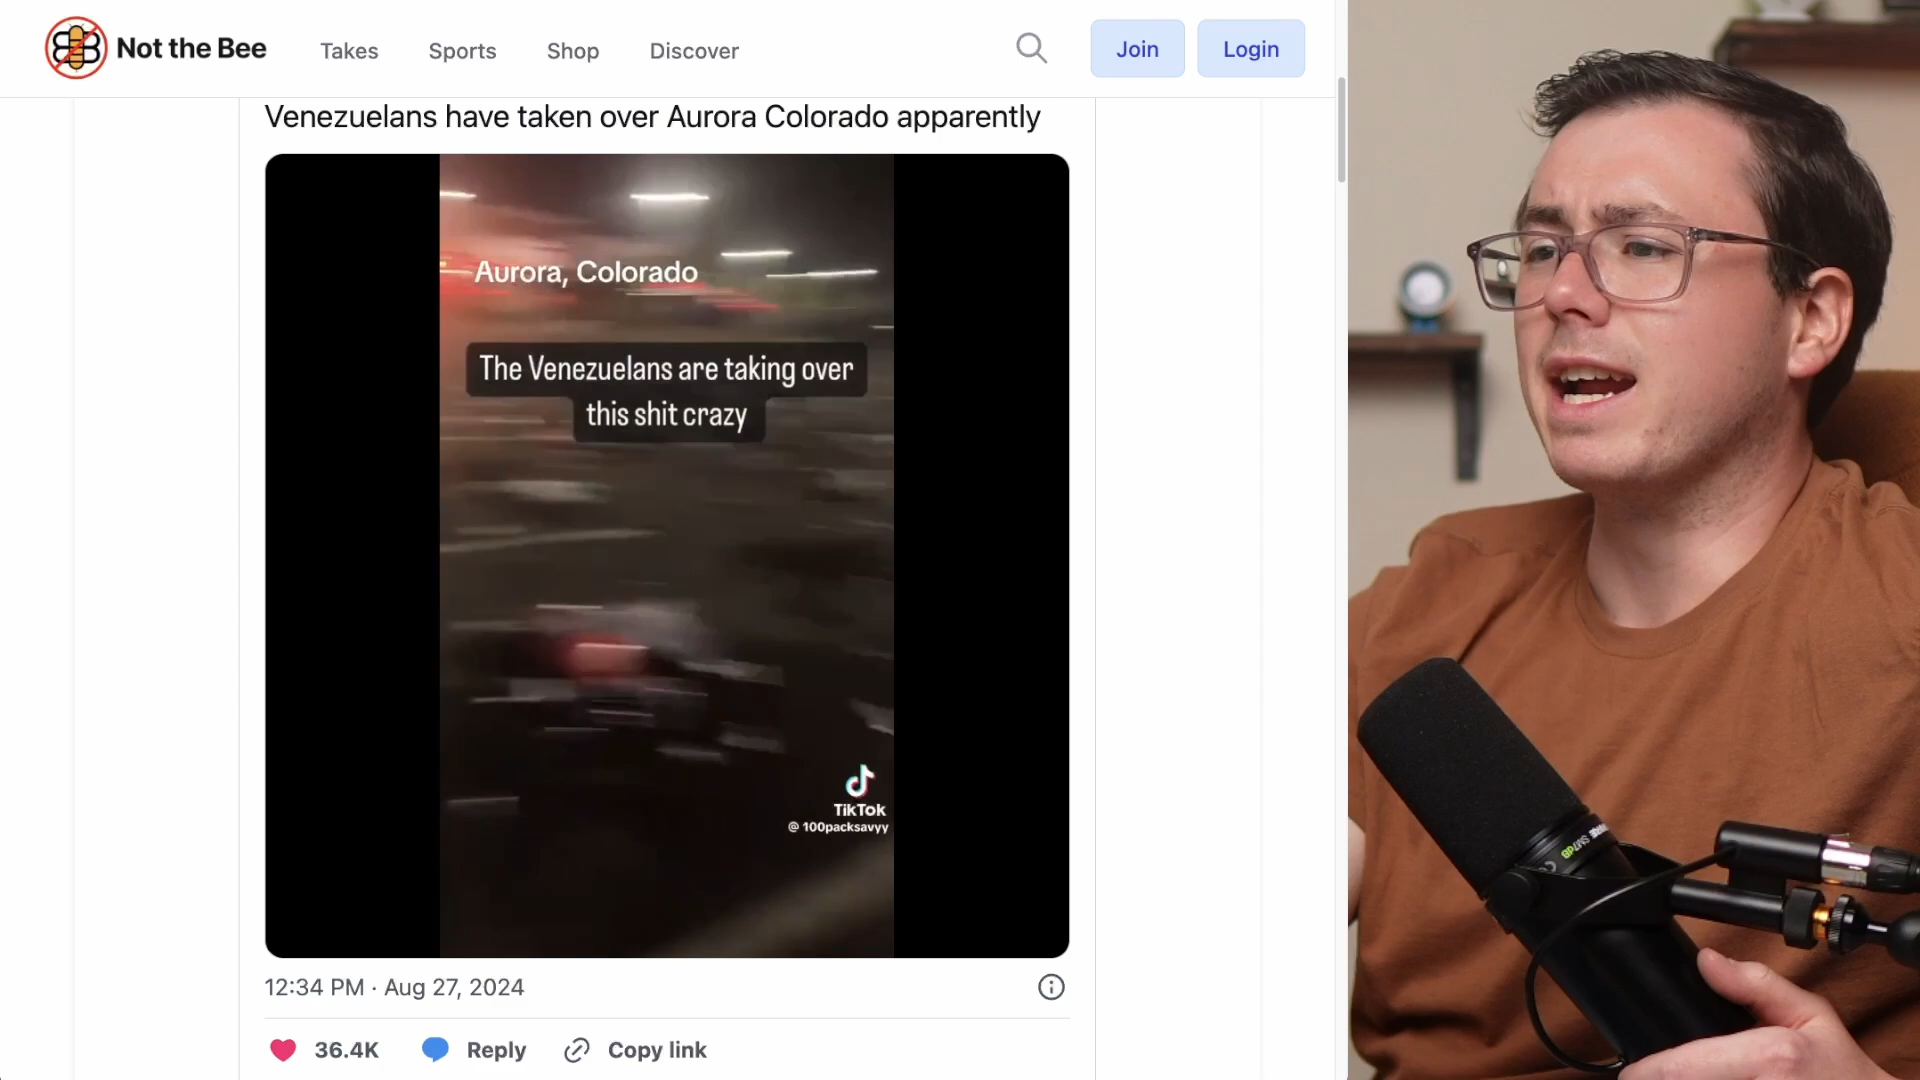 Not the Bee
Takes
Sports
Shop
Discover
Join
Login
Venezuelans have taken over Aurora Colorado apparently
Aurora, Colorado
The Venezuelans are taking over
this shit crazy
TikTok
@ 100packsavyy
12:34 PM · Aug 27, 2024
36.4K
Reply
Copy link
SHURE SM7dB